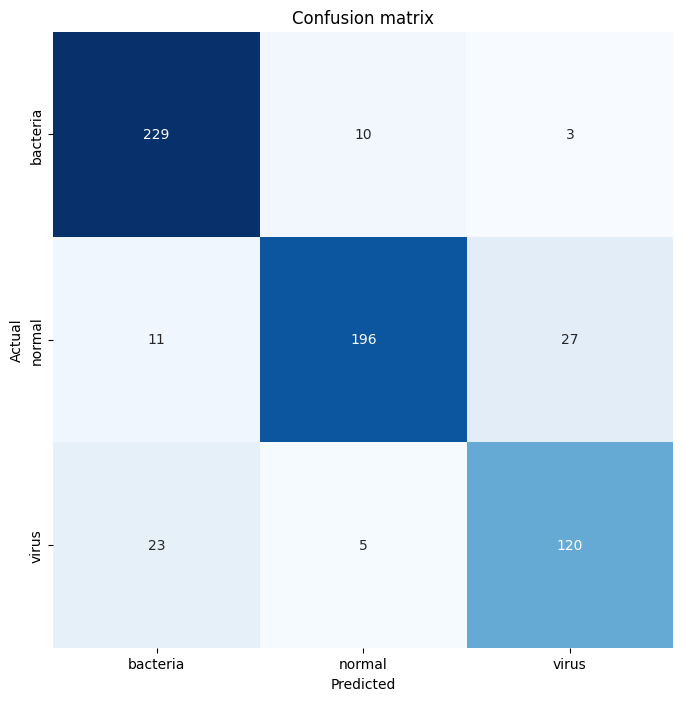 Confusion matrix
bacteria
229
10
3
Actual
normal
11
196
27
virus
23
5
120
bacteria
normal
virus
Predicted